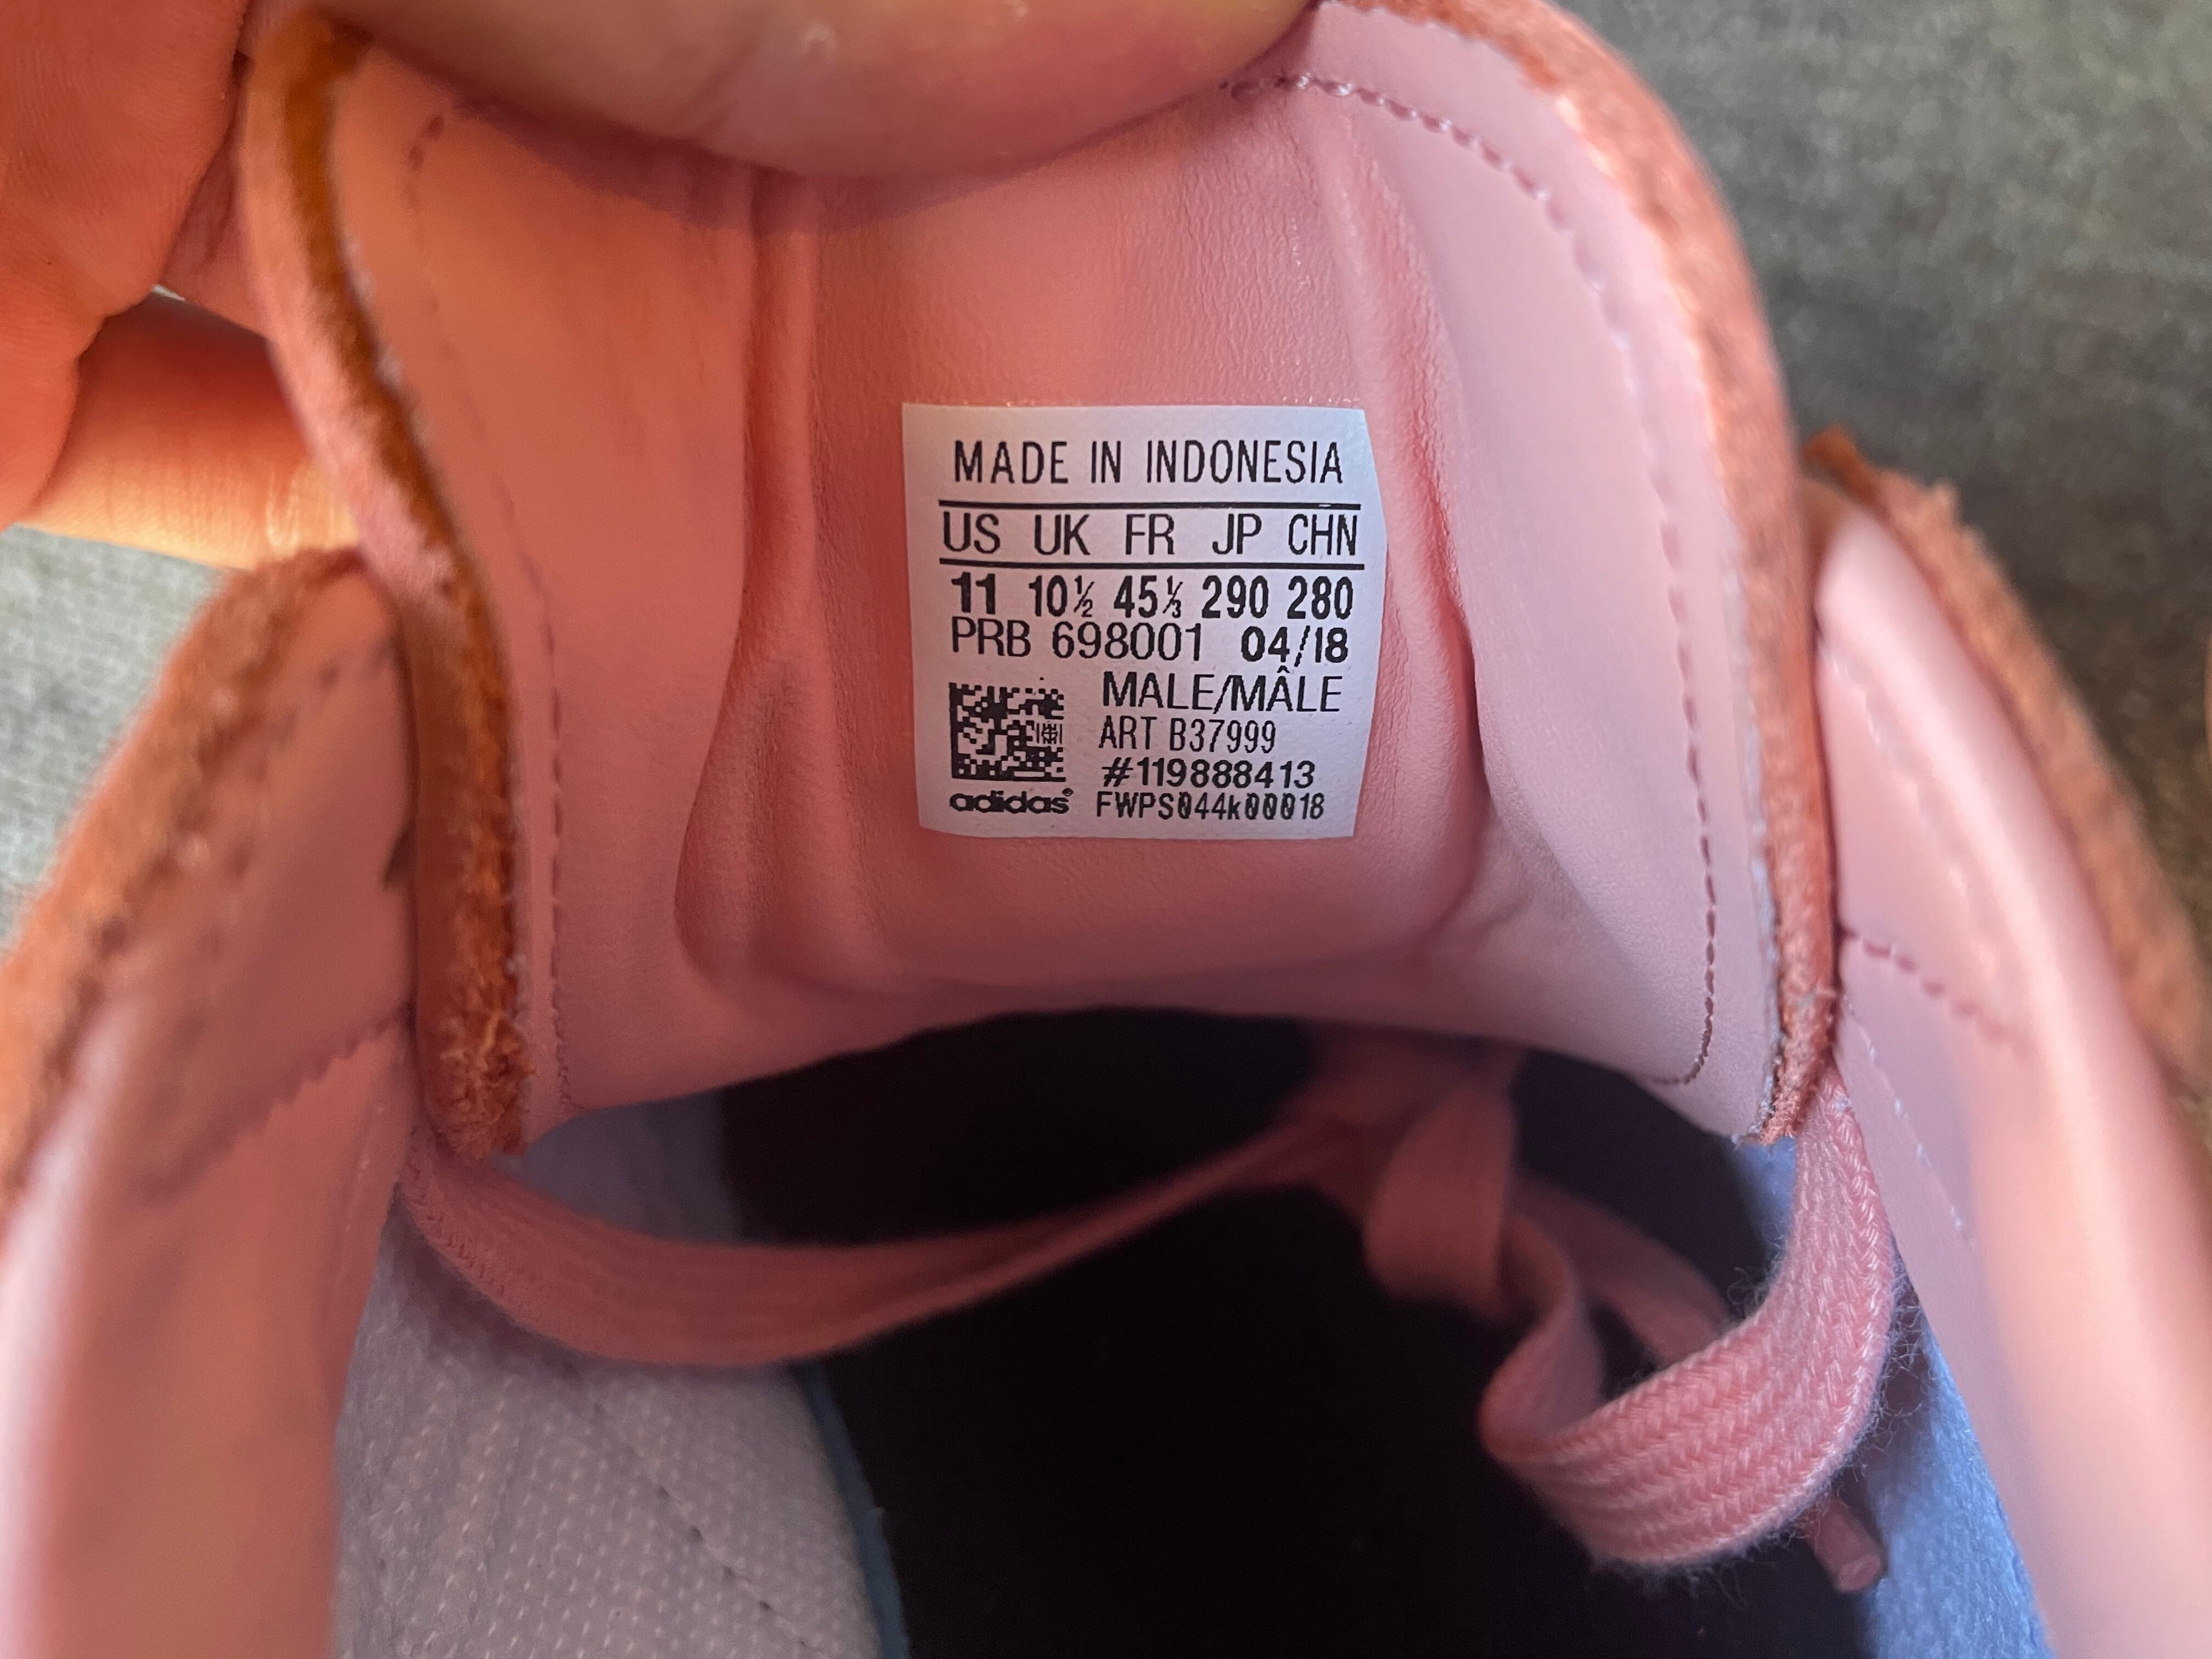 MADE IN INDONESIA
US UK FR JP CHN
11 10½ 45⅓ 290 280
PRB 698001 04/18
MALE/MÂLE
ART B37999
#119888413
adidas® FWPS044k00018